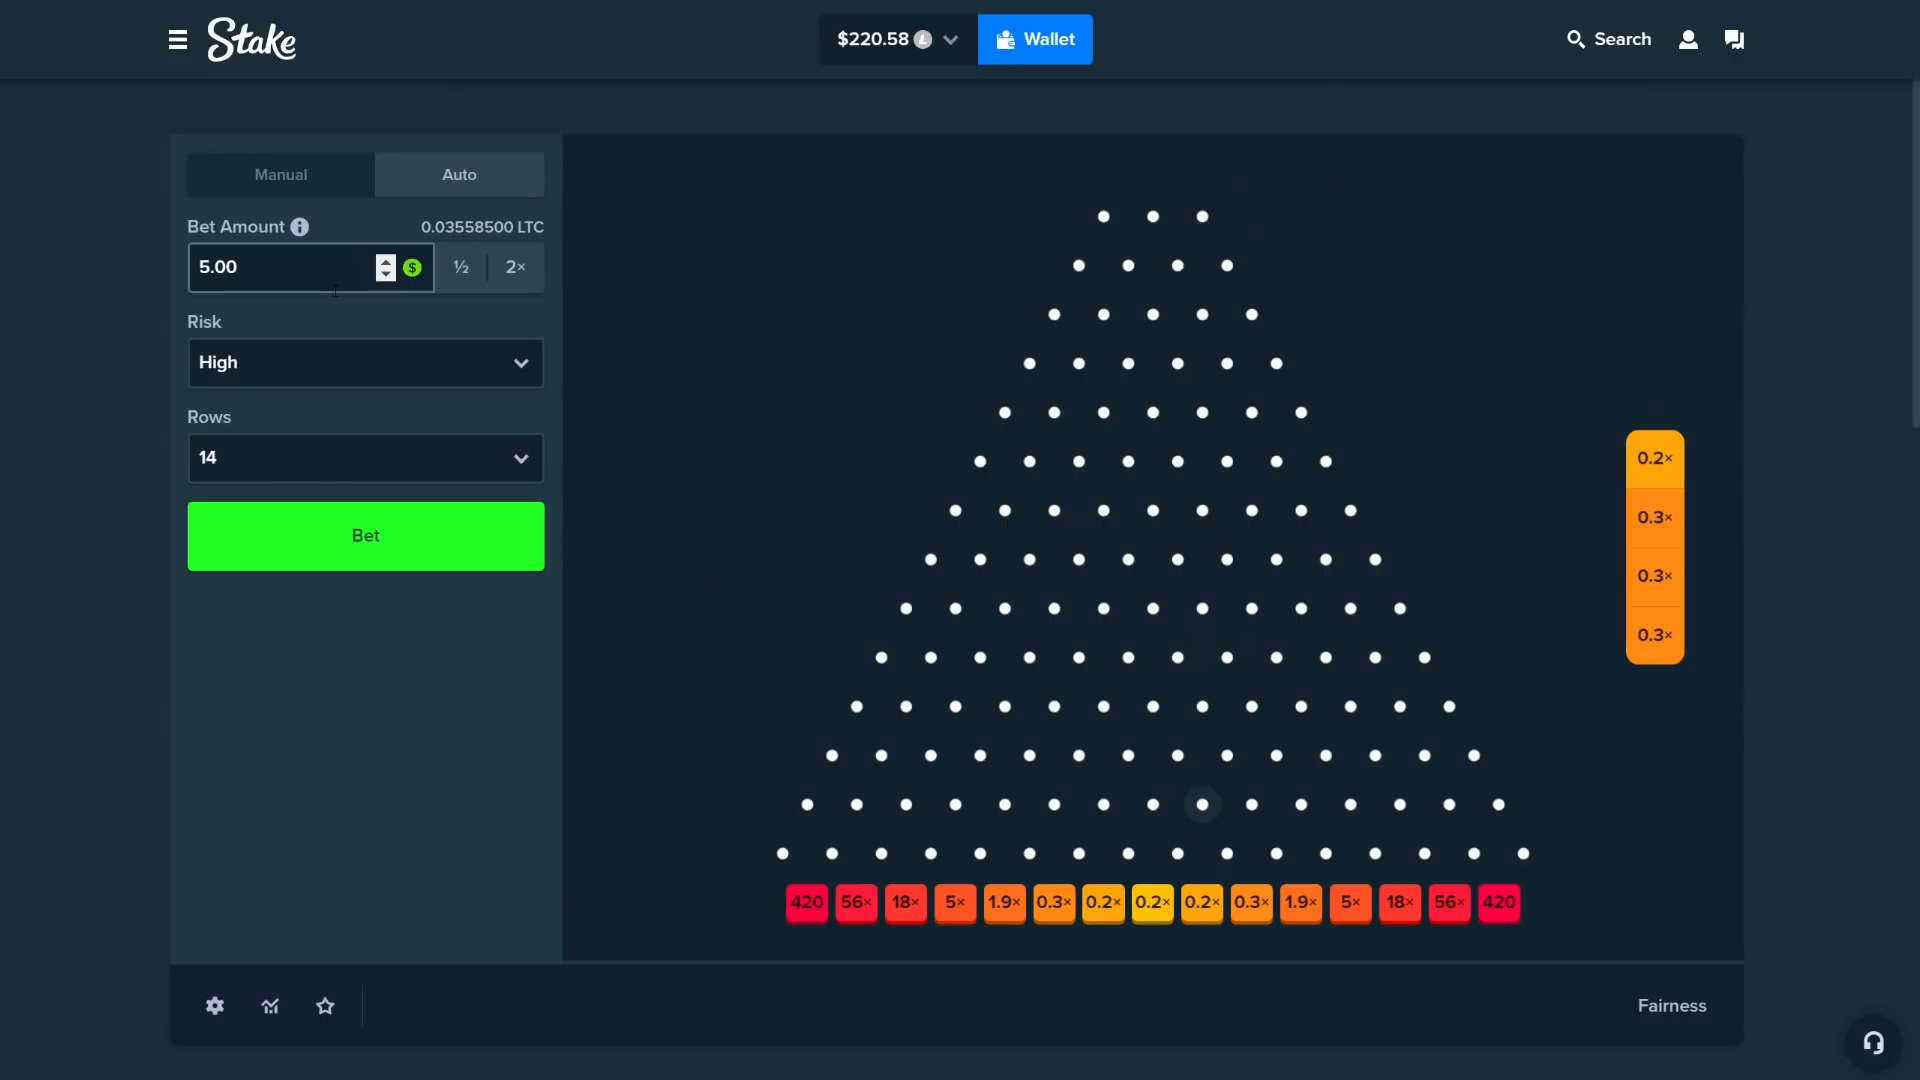 Stake
$220.58
Wallet
Search
Manual
Auto
Bet Amount
0.03558500 LTC
5.00
$
½
2×
Risk
High
Rows
14
Bet
0.2×
0.3×
0.3×
0.3×
420 56× 18× 5× 1.9× 0.3× 0.2× 0.2× 0.2× 0.3× 1.9× 5× 18× 56× 420
Fairness